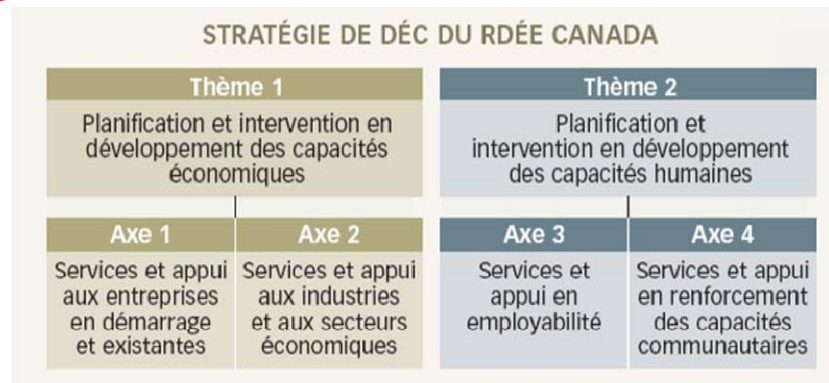 STRATÉGIE DE DÉC DU RDÉE CANADA
Thème 1
Planification et intervention en
développement des capacités
économiques
Thème 2
Planification et
intervention en développement
des capacités humaines
Axe 1
Services et appui
aux entreprises
en démarrage
et existantes
Axe 2
Services et appui
aux industries
et aux secteurs
économiques
Axe 3
Services et
appui en
employabilité
Axe 4
Services et appui
en renforcement
des capacités
communautaires